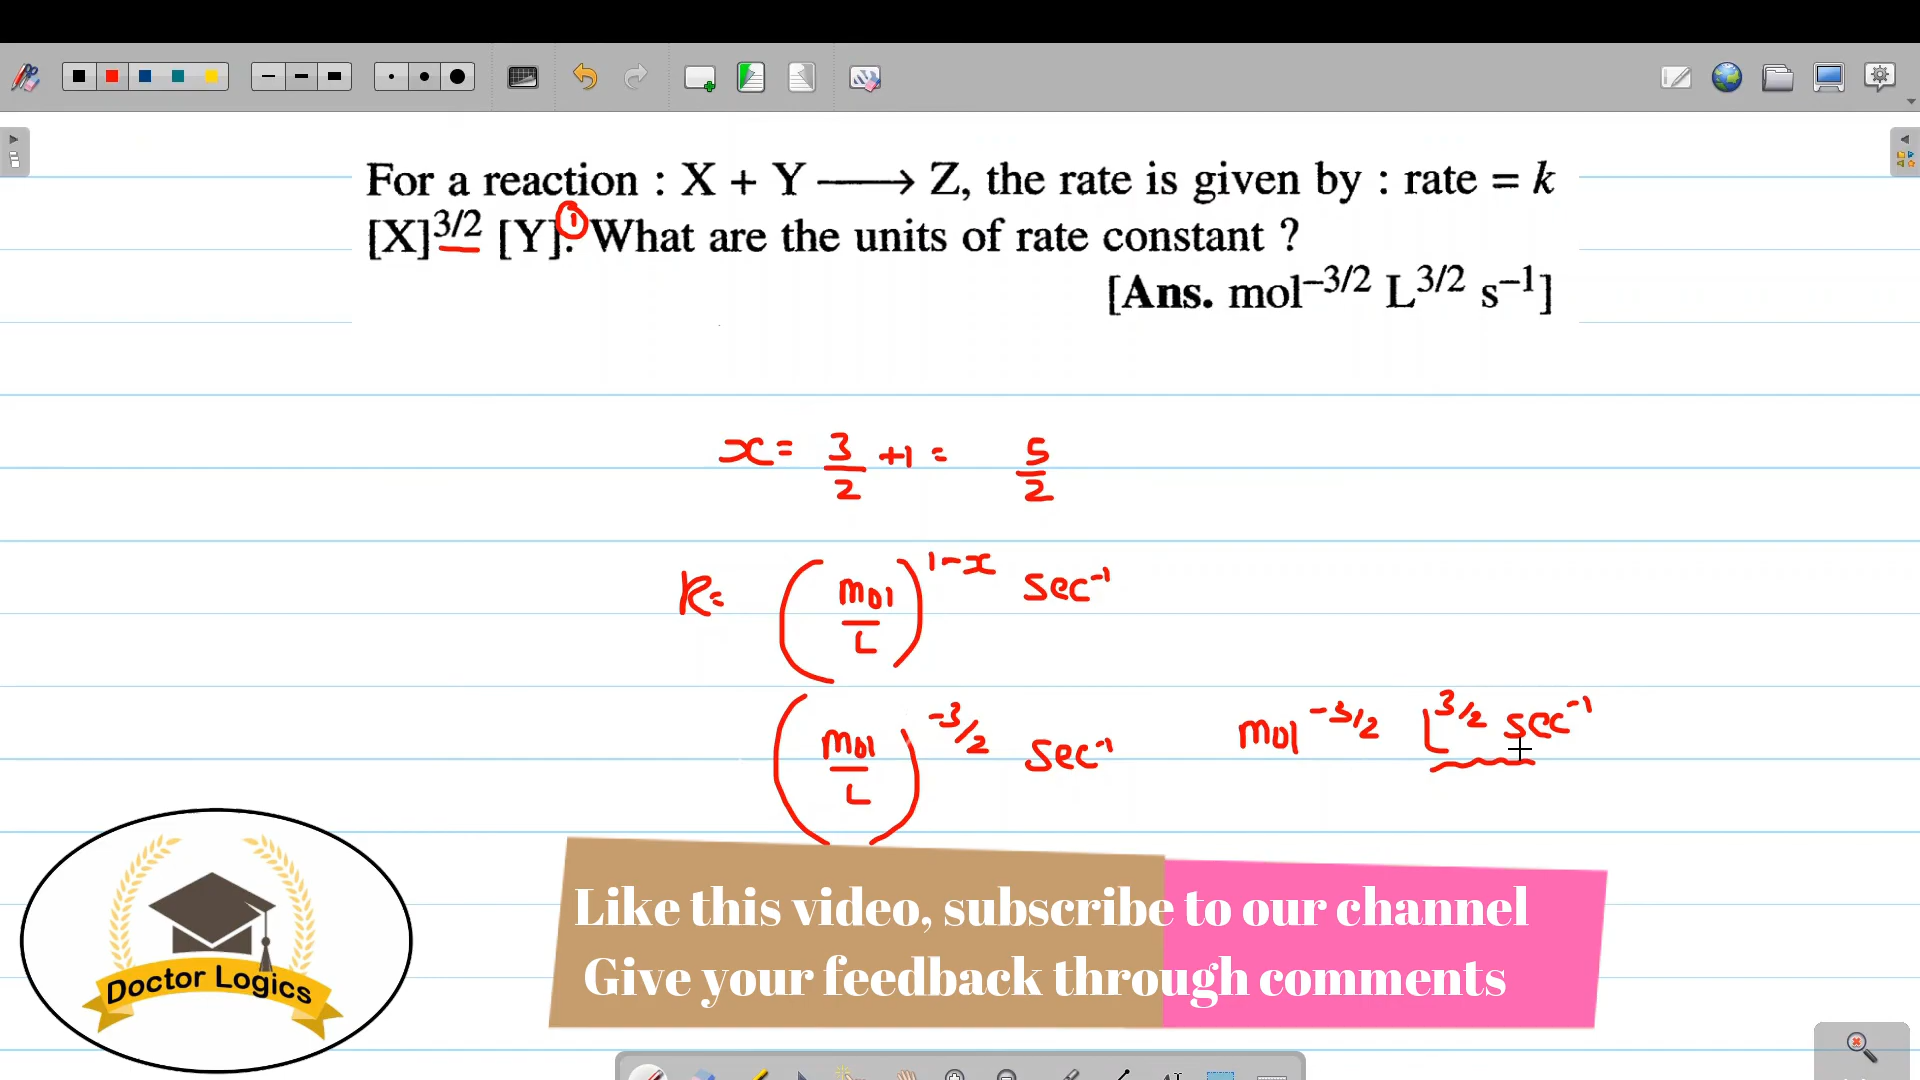 For a reaction : X + Y ⟶ Z, the rate is given by : rate = k
[X]^3/2 [Y]^1. What are the units of rate constant ?
[Ans. mol^–3/2 L^3/2 s^–1]
x = 3/2 + 1 = 5/2
k = (mol/L)^1-x sec^-1
(mol/L)^-3/2 sec^-1 mol^-3/2 L^3/2 sec^-1
Like this video, subscribe to our channel
Give your feedback through comments
Doctor Logics